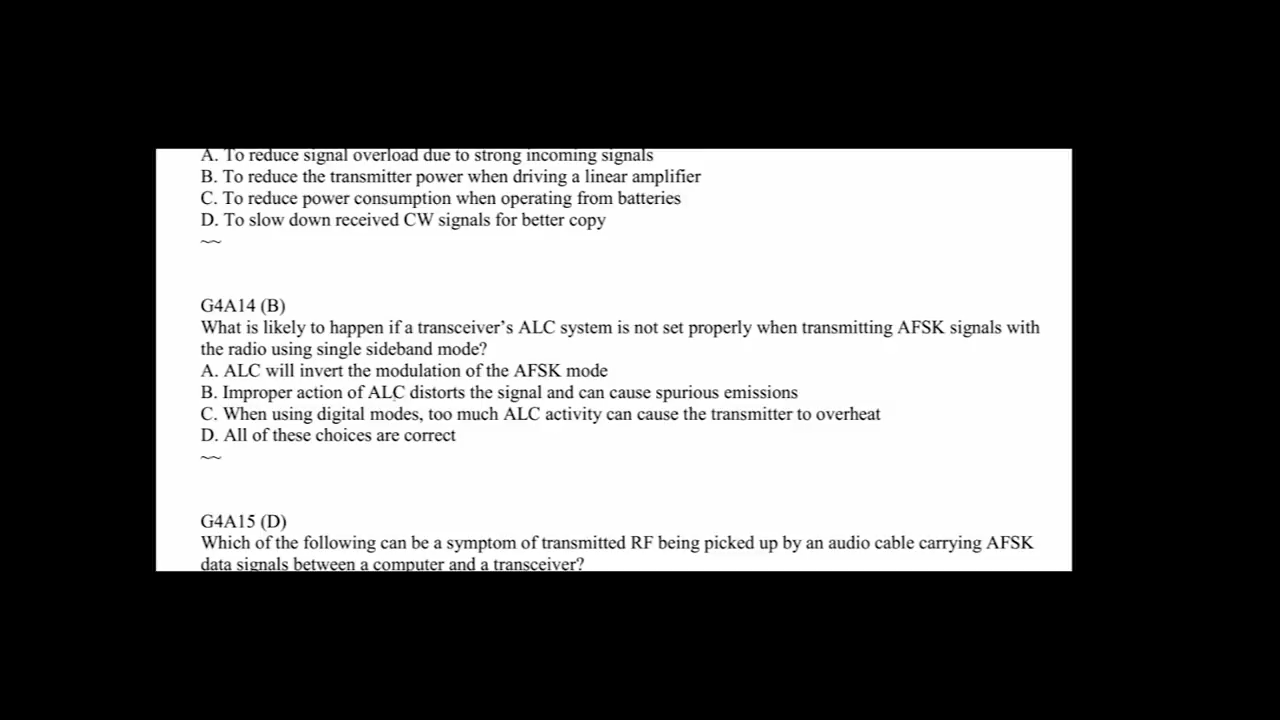 A. To reduce signal overload due to strong incoming signals
B. To reduce the transmitter power when driving a linear amplifier
C. To reduce power consumption when operating from batteries
D. To slow down received CW signals for better copy
~~
G4A14 (B)
What is likely to happen if a transceiver’s ALC system is not set properly when transmitting AFSK signals with
the radio using single sideband mode?
A. ALC will invert the modulation of the AFSK mode
B. Improper action of ALC distorts the signal and can cause spurious emissions
C. When using digital modes, too much ALC activity can cause the transmitter to overheat
D. All of these choices are correct
~~
G4A15 (D)
Which of the following can be a symptom of transmitted RF being picked up by an audio cable carrying AFSK
data signals between a computer and a transceiver?